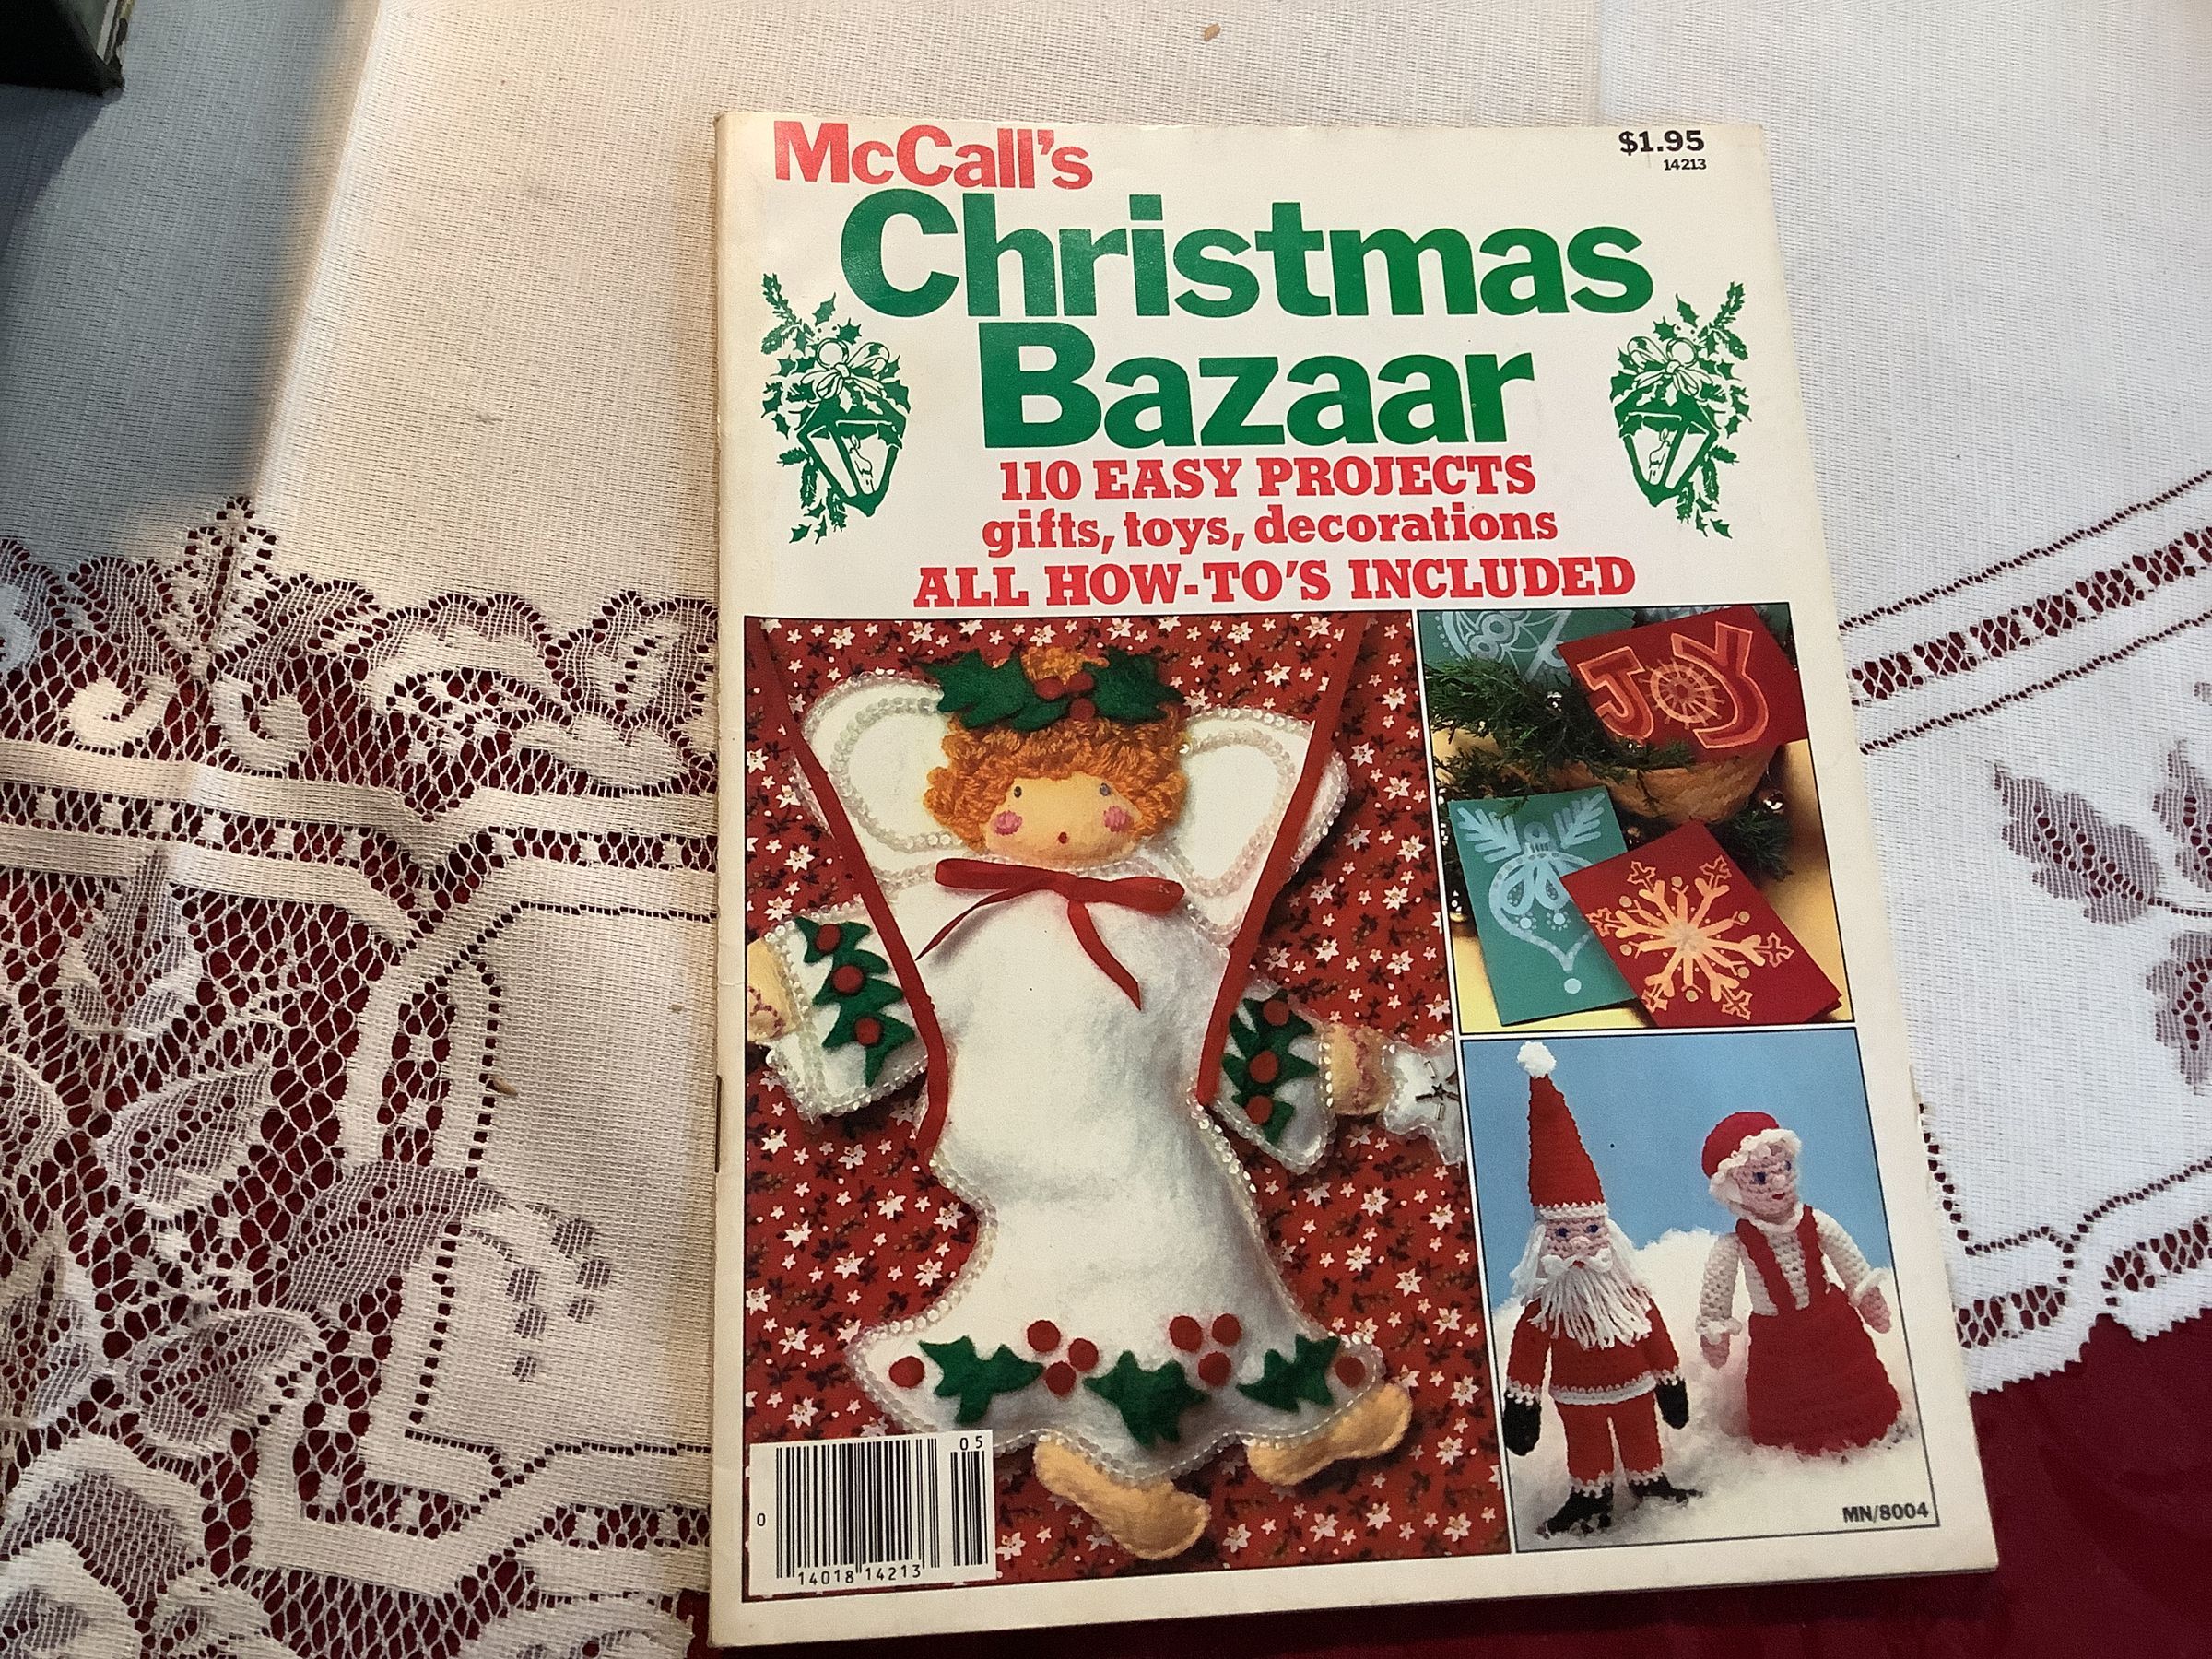 McCall's
$1.95
14213
Christmas
Bazaar
110 EASY PROJECTS
gifts, toys, decorations
ALL HOW-TO'S INCLUDED
JOY
05
0
14018 14213
MN/8004